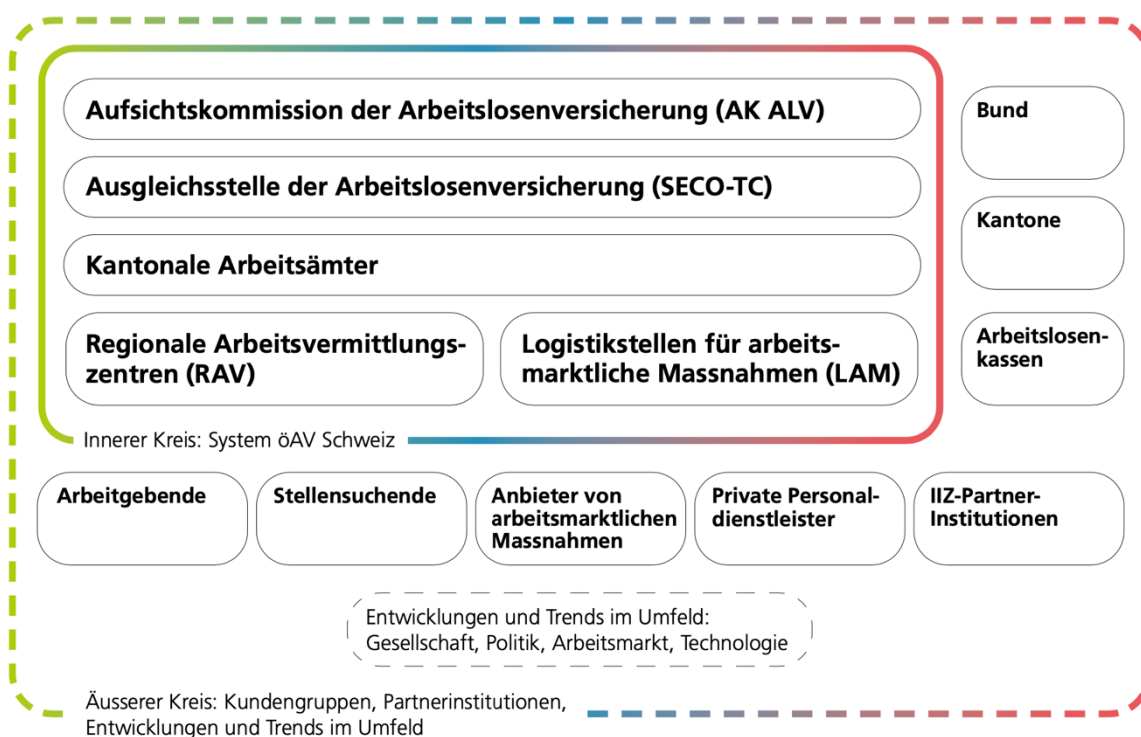 Aufsichtskommission der Arbeitslosenversicherung (AK ALV)
Ausgleichsstelle der Arbeitslosenversicherung (SECO-TC)
Kantonale Arbeitsämter
Regionale Arbeitsvermittlungs-
zentren (RAV)
Logistikstellen für arbeits-
marktliche Massnahmen (LAM)
Innerer Kreis: System öAV Schweiz
Bund
Kantone
Arbeitslosen-
kassen
Arbeitgebende
Stellensuchende
Anbieter von
arbeitsmarktlichen
Massnahmen
Private Personal-
dienstleister
IIZ-Partner-
Institutionen
Entwicklungen und Trends im Umfeld:
Gesellschaft, Politik, Arbeitsmarkt, Technologie
Äusserer Kreis: Kundengruppen, Partnerinstitutionen,
Entwicklungen und Trends im Umfeld